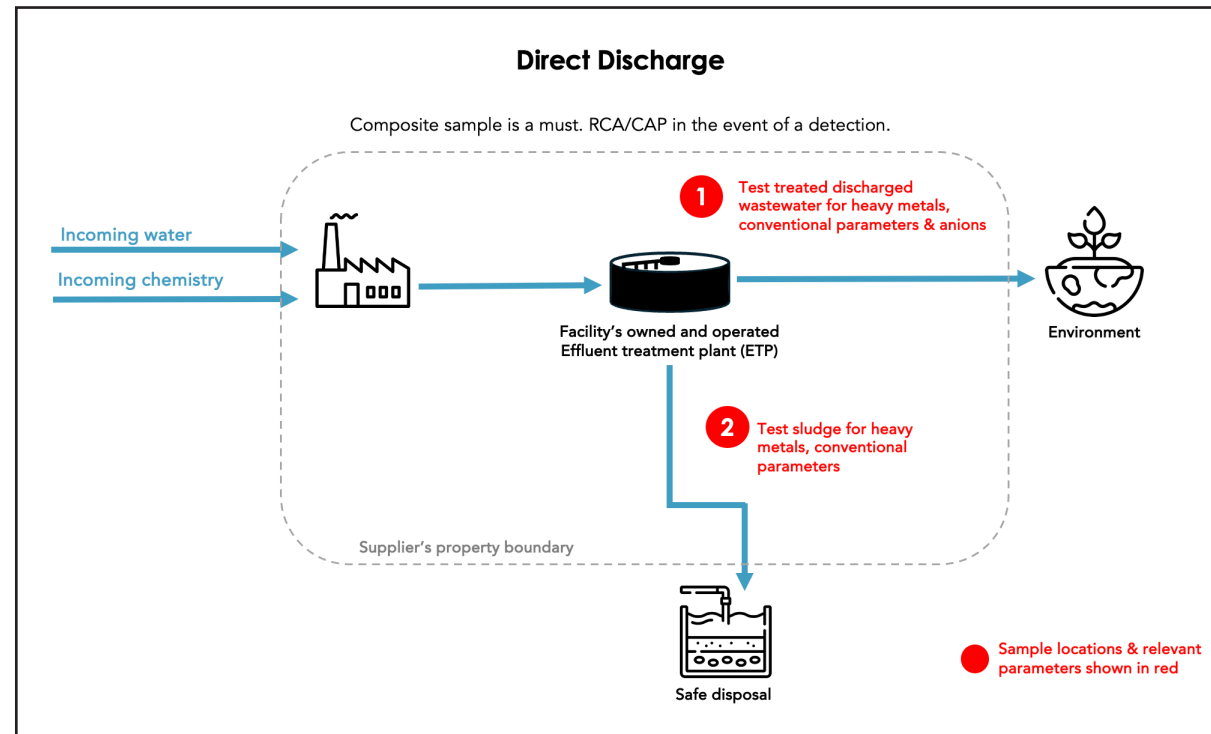 Direct Discharge
Composite sample is a must. RCA/CAP in the event of a detection.
1
Test treated discharged
wastewater for heavy metals,
conventional parameters & anions
Incoming water
Incoming chemistry
Facility's owned and operated
Effluent treatment plant (ETP)
Environment
2
Test sludge for heavy
metals, conventional
parameters
Supplier's property boundary
Safe disposal
Sample locations & relevant
parameters shown in red